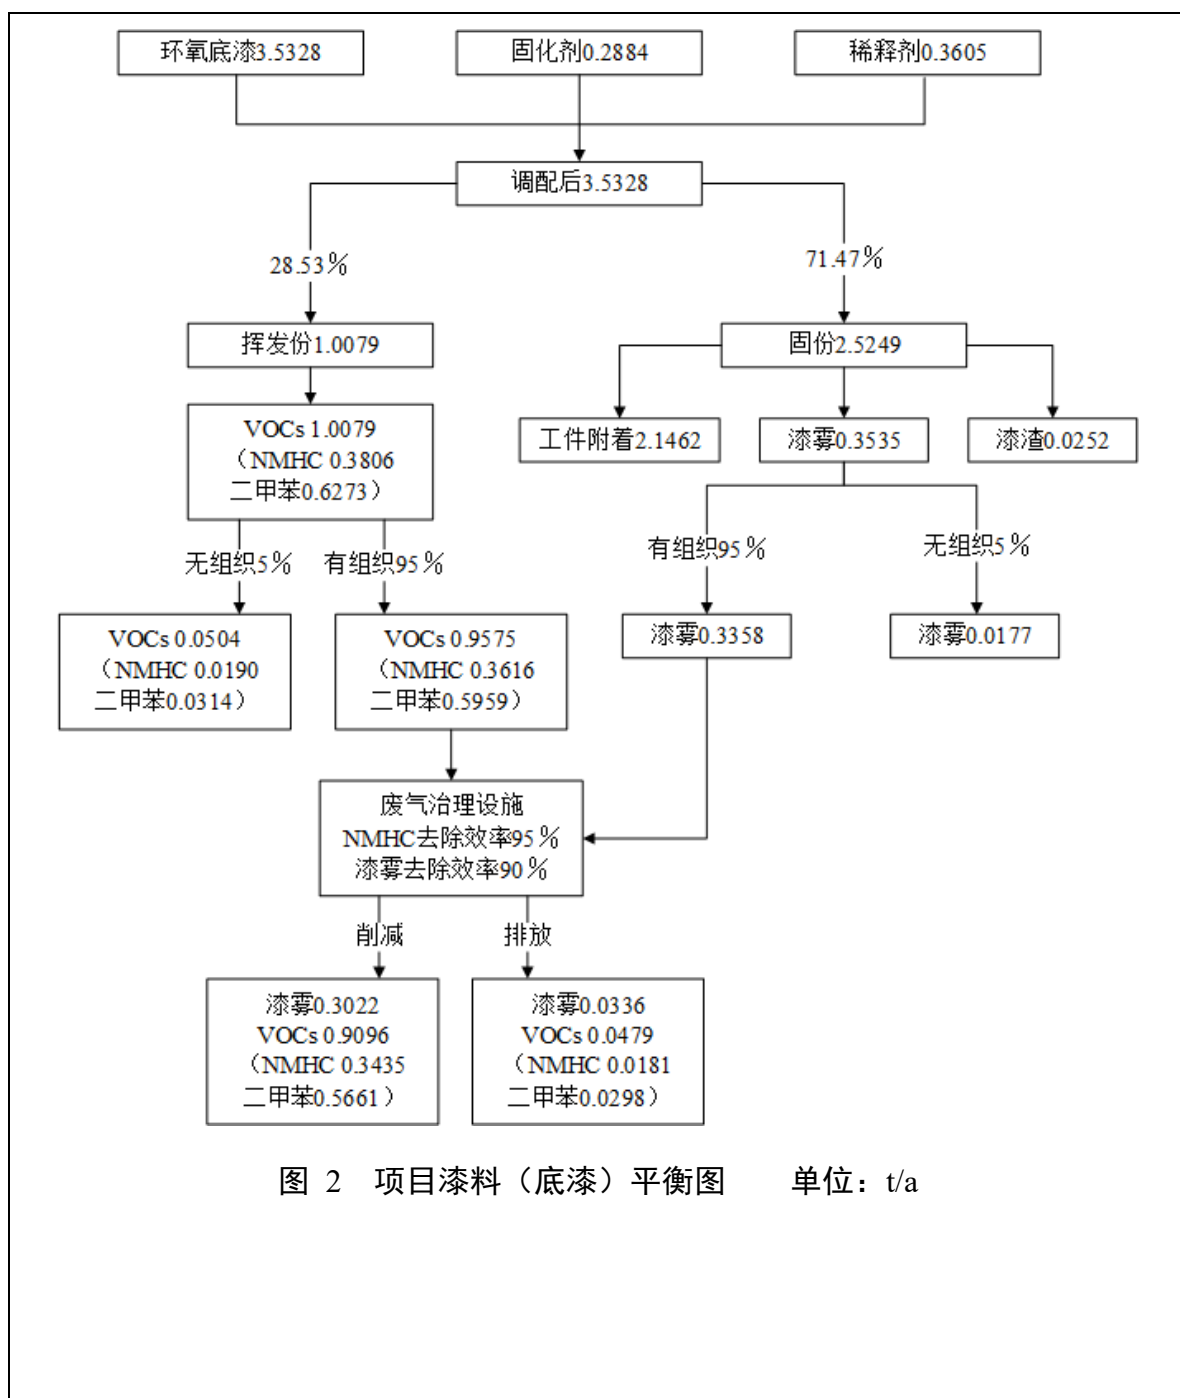 环氧底漆3.5328
固化剂0.2884
稀释剂0.3605
调配后3.5328
28.53%
71.47%
挥发份1.0079
固份2.5249
VOCs 1.0079
（NMHC 0.3806
二甲苯0.6273）
工件附着2.1462
漆雾0.3535
漆渣0.0252
无组织5%
有组织95%
有组织95%
无组织5%
VOCs 0.0504
（NMHC 0.0190
二甲苯0.0314）
VOCs 0.9575
（NMHC 0.3616
二甲苯0.5959）
漆雾0.3358
漆雾0.0177
废气治理设施
NMHC去除效率95%
漆雾去除效率90%
削减
排放
漆雾0.3022
VOCs 0.9096
（NMHC 0.3435
二甲苯0.5661）
漆雾0.0336
VOCs 0.0479
（NMHC 0.0181
二甲苯0.0298）
图 2 项目漆料（底漆）平衡图 单位：t/a